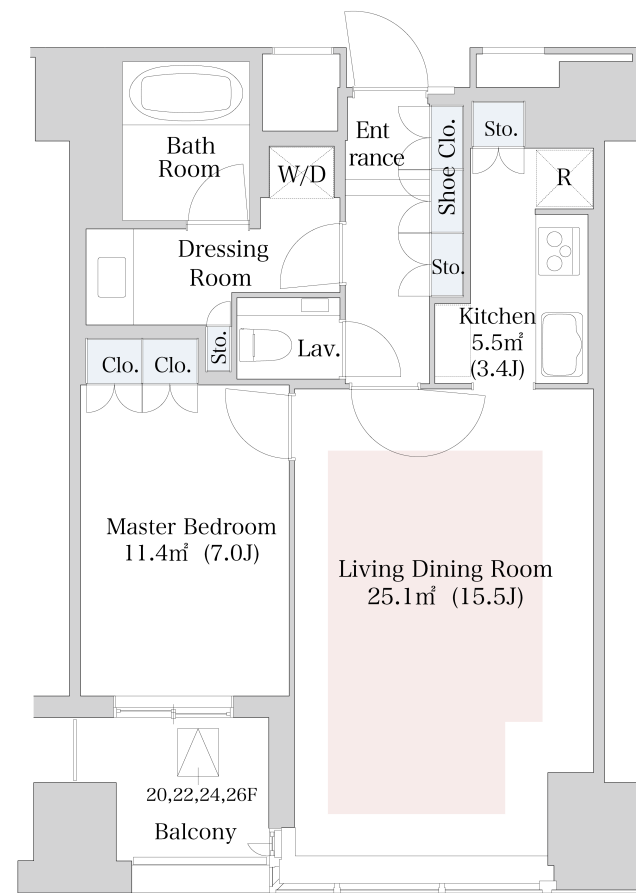 Ent
rance
Shoe Clo.
Sto.
Sto.
Bath
Room
W/D
R
Dressing
Room
Kitchen
5.5㎡
(3.4J)
Lav.
Sto.
Clo.
Clo.
Master Bedroom
11.4㎡ (7.0J)
Living Dining Room
25.1㎡ (15.5J)
20,22,24,26F
Balcony